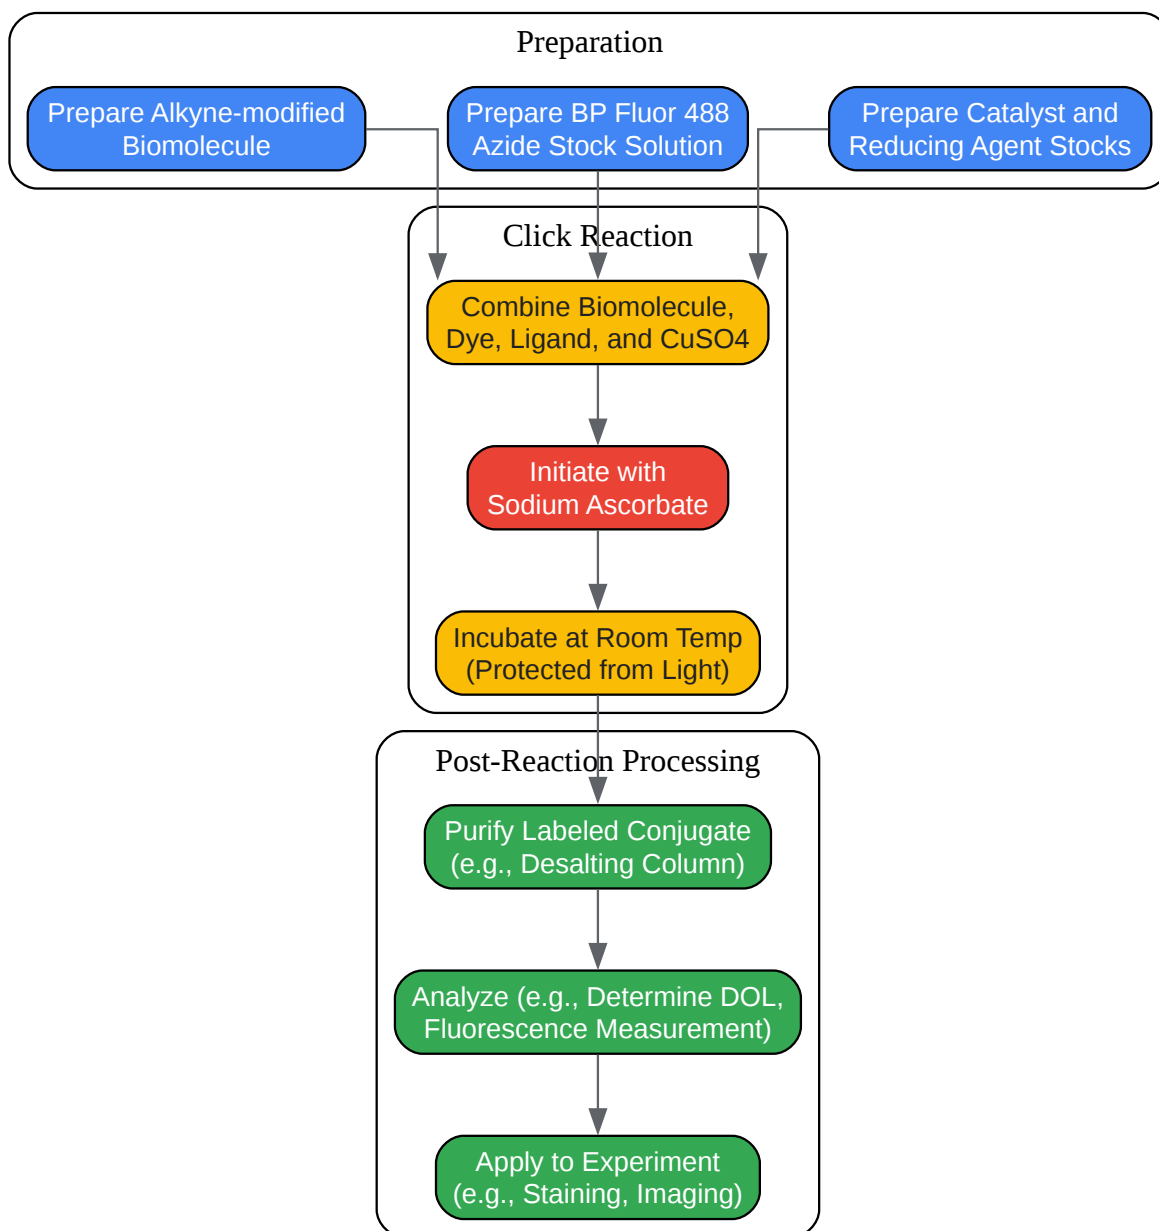 Preparation
Prepare Alkyne-modified
Biomolecule
Prepare BP Fluor 488
Azide Stock Solution
Prepare Catalyst and
Reducing Agent Stocks
Click Reaction
Combine Biomolecule,
Dye, Ligand, and CuSO4
Initiate with
Sodium Ascorbate
Incubate at Room Temp
(Protected from Light)
Post-Reaction Processing
Purify Labeled Conjugate
(e.g., Desalting Column)
Analyze (e.g., Determine DOL,
Fluorescence Measurement)
Apply to Experiment
(e.g., Staining, Imaging)